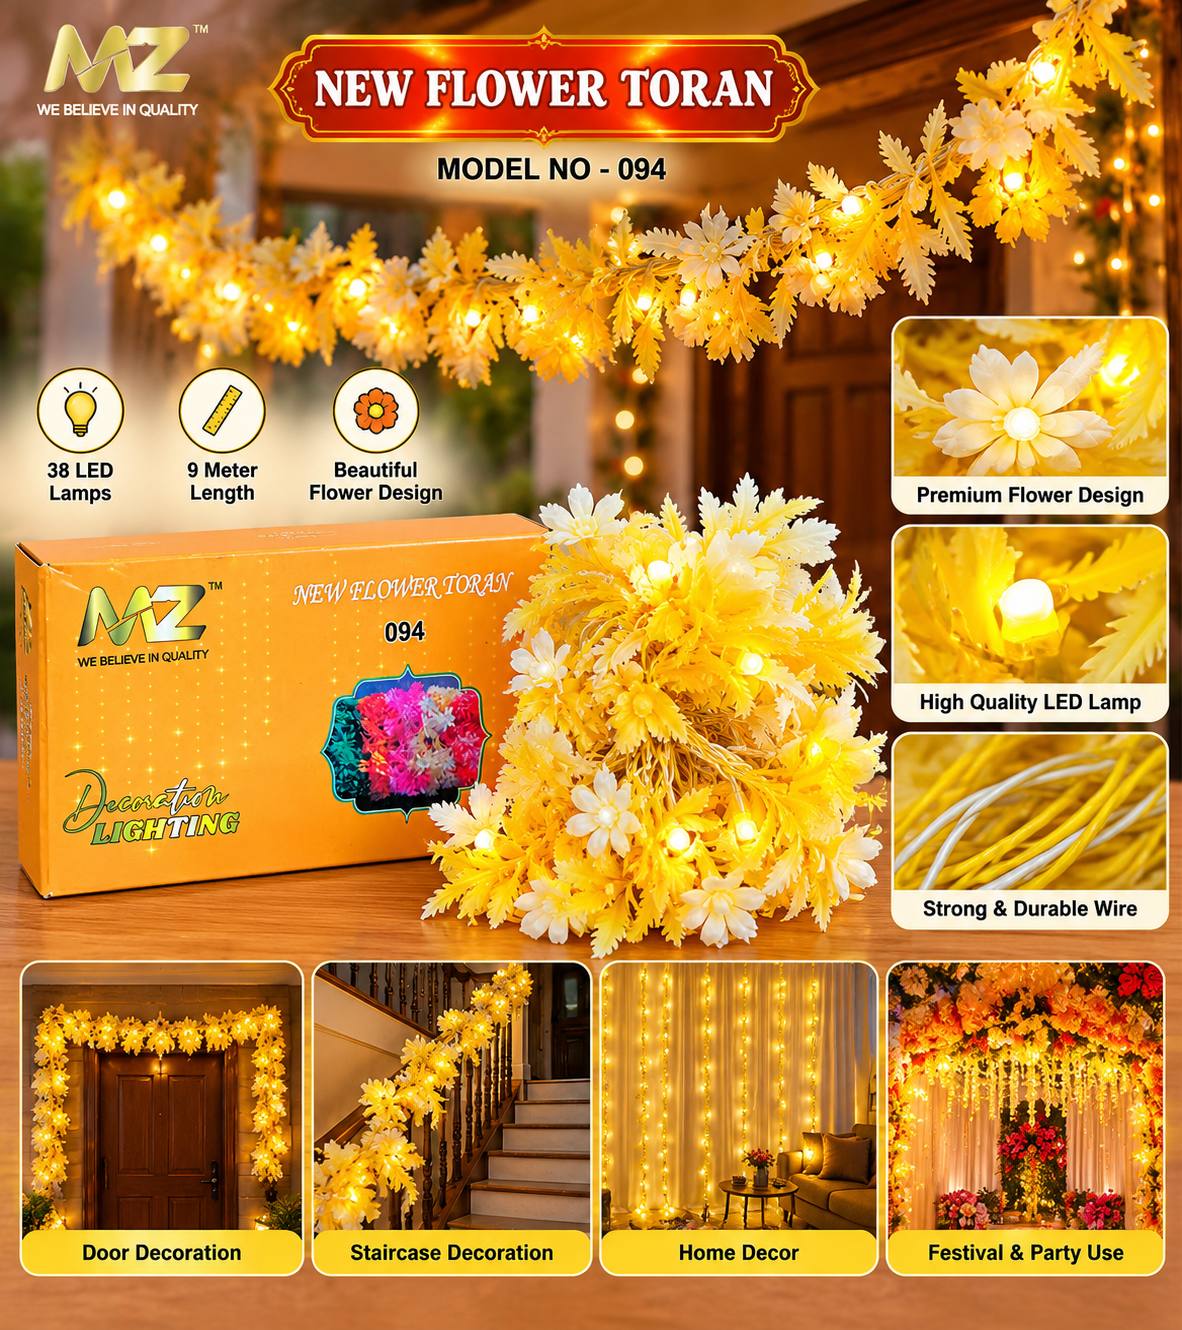 MZ™
WE BELIEVE IN QUALITY
NEW FLOWER TORAN
MODEL NO - 094
38 LED
Lamps
9 Meter
Length
Beautiful
Flower Design
Premium Flower Design
High Quality LED Lamp
Strong & Durable Wire
MZ™
WE BELIEVE IN QUALITY
NEW FLOWER TORAN
094
Decoration
LIGHTING
Door Decoration
Staircase Decoration
Home Decor
Festival & Party Use